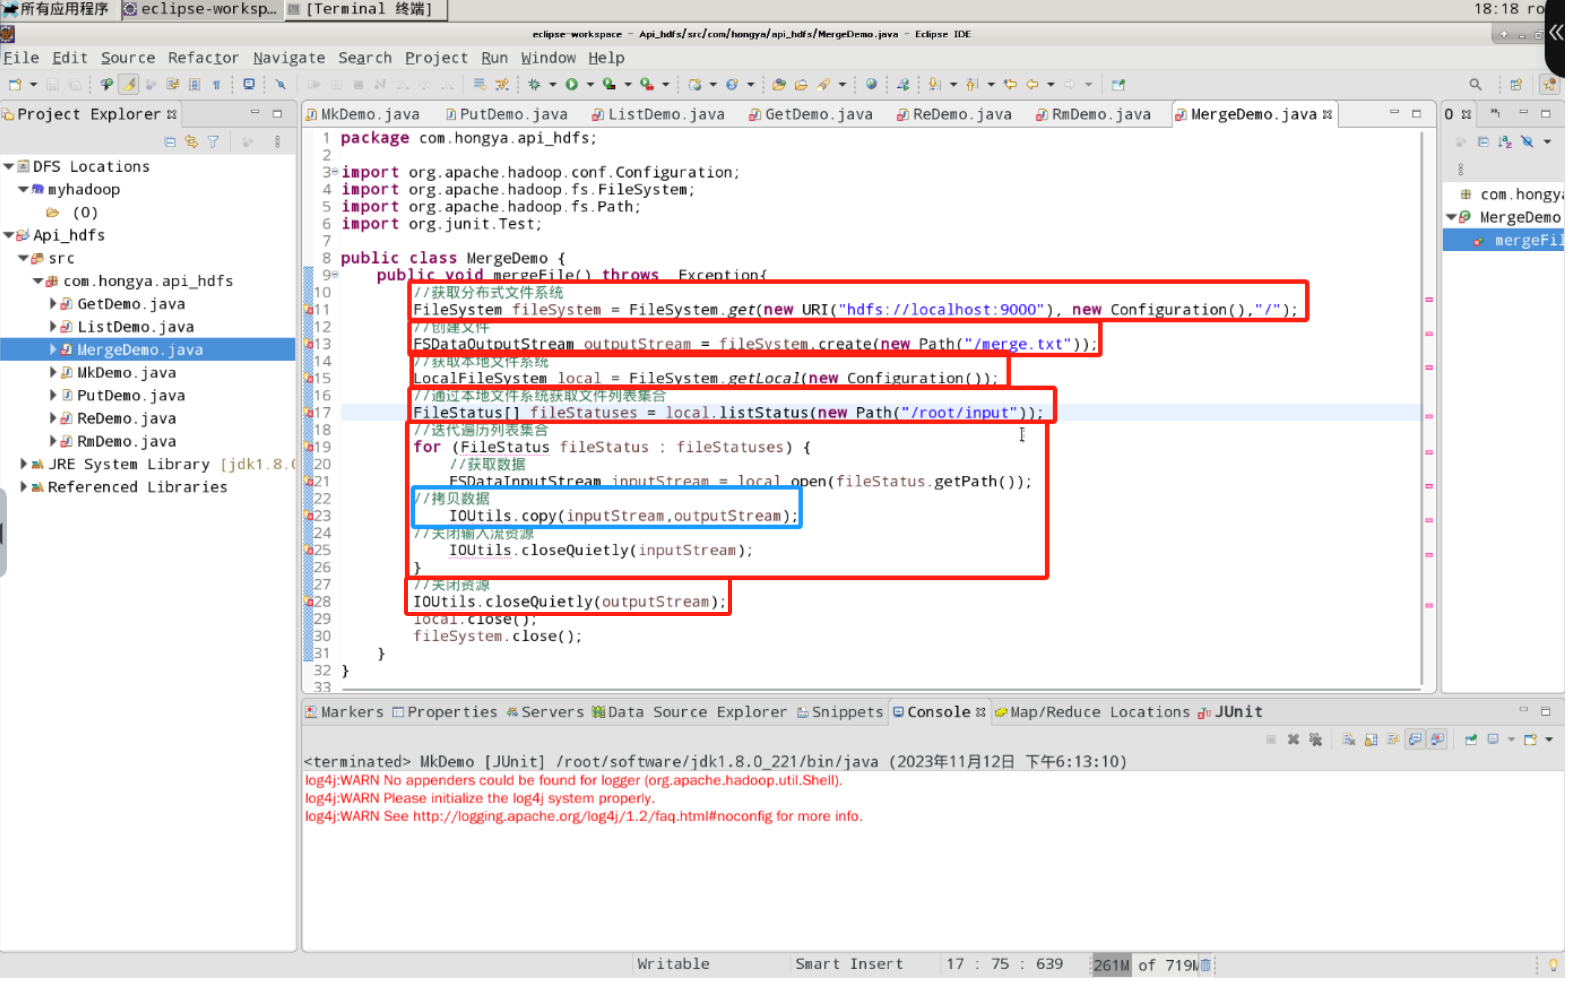 所有应用程序 eclipse-worksp... [Terminal 终端] 18:18 ro
eclipse-workspace - Api_hdfs/src/com/hongya/api_hdfs/MergeDemo.java - Eclipse IDE
File Edit Source Refactor Navigate Search Project Run Window Help
Project Explorer
DFS Locations
myhadoop
(0)
Api_hdfs
src
com.hongya.api_hdfs
GetDemo.java
ListDemo.java
MergeDemo.java
MkDemo.java
PutDemo.java
ReDemo.java
RmDemo.java
JRE System Library [jdk1.8.0
Referenced Libraries
MkDemo.java PutDemo.java ListDemo.java GetDemo.java ReDemo.java RmDemo.java MergeDemo.java
1 package com.hongya.api_hdfs;
2
3 import org.apache.hadoop.conf.Configuration;
4 import org.apache.hadoop.fs.FileSystem;
5 import org.apache.hadoop.fs.Path;
6 import org.junit.Test;
7
8 public class MergeDemo {
9 public void mergeFile() throws Exception{
10 //获取分布式文件系统
11 FileSystem fileSystem = FileSystem.get(new URI("hdfs://localhost:9000"), new Configuration(),"/");
12 //创建文件
13 FSDataOutputStream outputStream = fileSystem.create(new Path("/merge.txt"));
14 //获取本地文件系统
15 LocalFileSystem local = FileSystem.getLocal(new Configuration());
16 //通过本地文件系统获取文件列表集合
17 FileStatus[] fileStatuses = local.listStatus(new Path("/root/input"));
18 //迭代遍历列表集合
19 for (FileStatus fileStatus : fileStatuses) {
20 //获取数据
21 FSDataInputStream inputStream = local.open(fileStatus.getPath());
22 //拷贝数据
23 IOUtils.copy(inputStream,outputStream);
24 //关闭输入流资源
25 IOUtils.closeQuietly(inputStream);
26 }
27 //关闭资源
28 IOUtils.closeQuietly(outputStream);
29 local.close();
30 fileSystem.close();
31 }
32 }
33
O
com.hongya
MergeDemo
mergeFil
Markers Properties Servers Data Source Explorer Snippets Console Map/Reduce Locations JUnit
<terminated> MkDemo [JUnit] /root/software/jdk1.8.0_221/bin/java (2023年11月12日 下午6:13:10)
log4j:WARN No appenders could be found for logger (org.apache.hadoop.util.Shell).
log4j:WARN Please initialize the log4j system properly.
log4j:WARN See http://logging.apache.org/log4j/1.2/faq.html#noconfig for more info.
Writable Smart Insert 17 : 75 : 639 261M of 719M